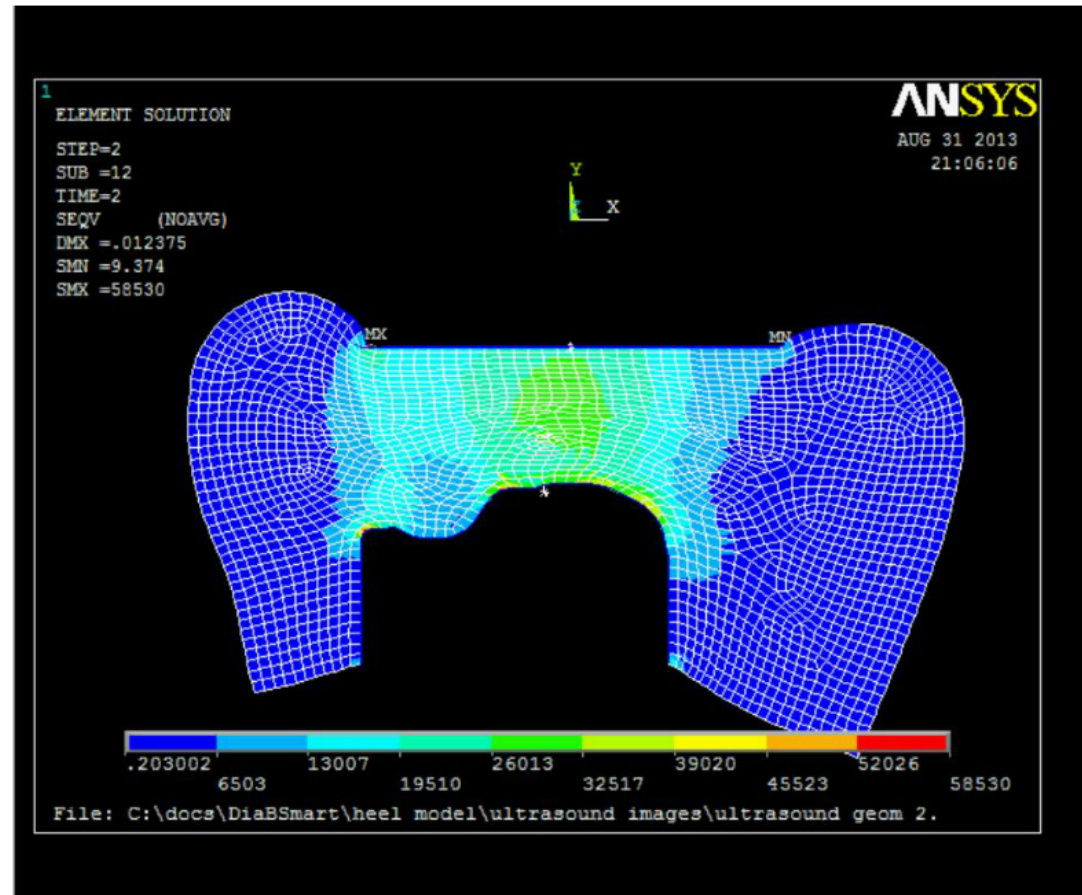 1
ELEMENT SOLUTION
STEP=2
SUB =12
TIME=2
SEQV (NOAVG)
DMX =.012375
SMN =9.374
SMX =58530
ANSYS
AUG 31 2013
21:06:06
Y
X
MX
MN
.203002 13007 26013 39020 52026
6503 19510 32517 45523 58530
File: C:\docs\DiaBSmart\heel model\ultrasound images\ultrasound geom 2.